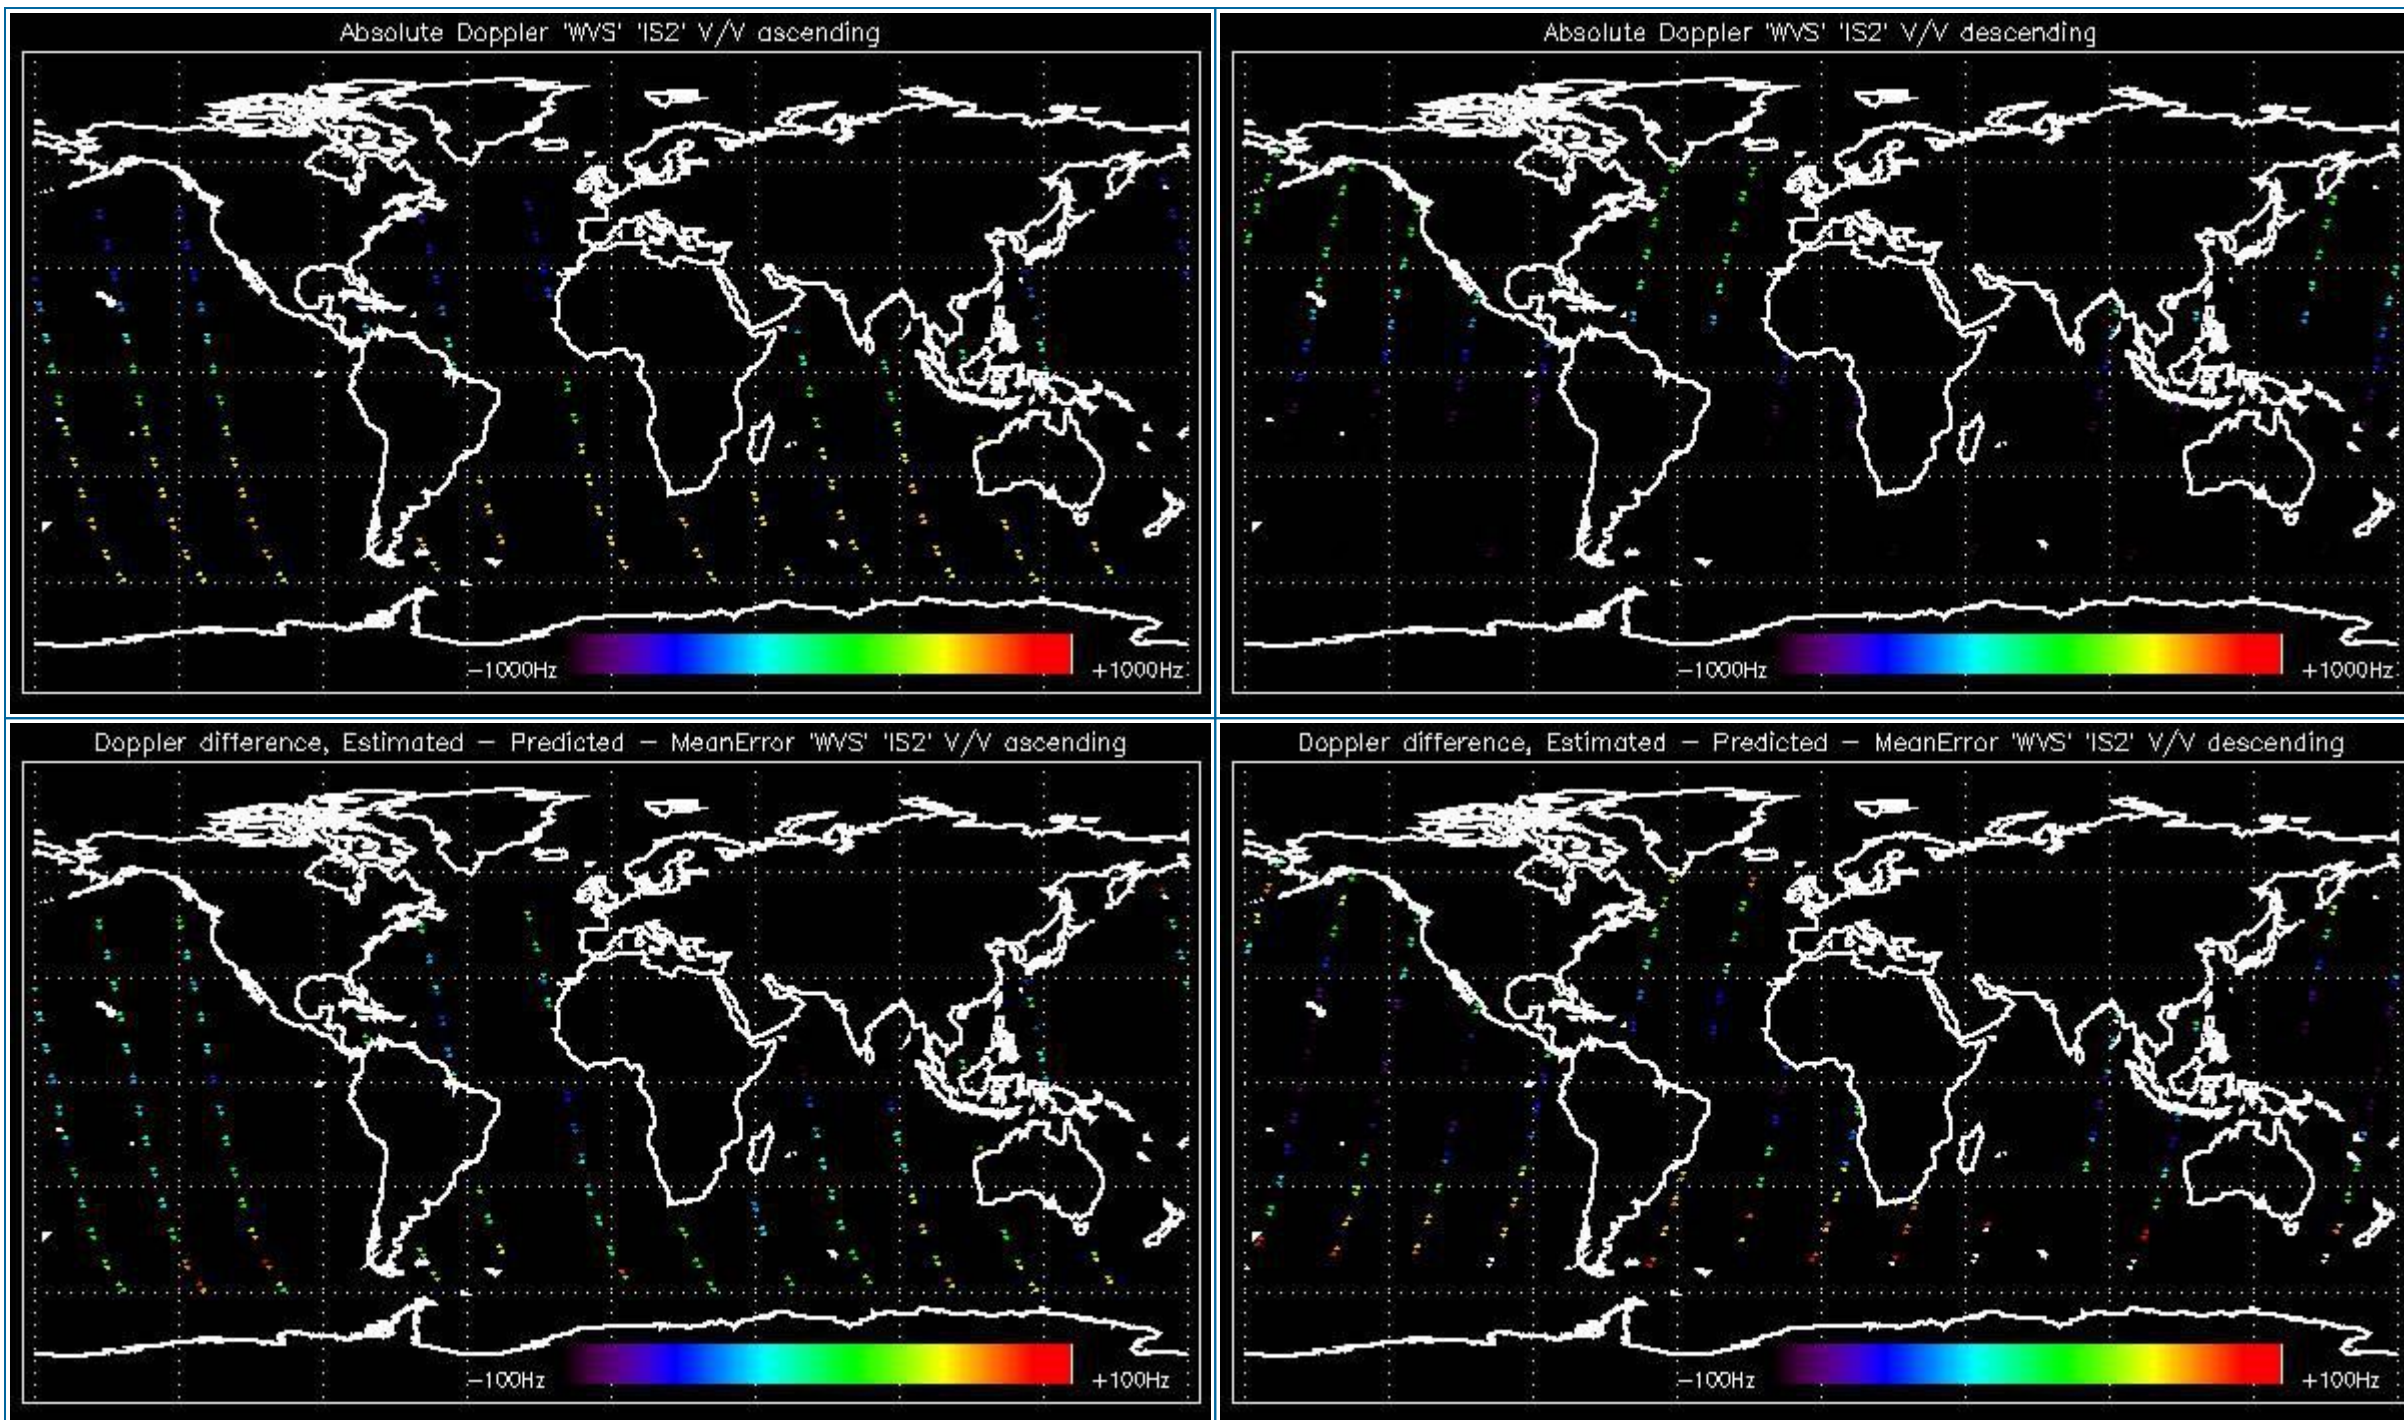 Absolute Doppler 'WVS' 'IS2' V/V ascending
-1000Hz
+1000Hz
Absolute Doppler 'WVS' 'IS2' V/V descending
-1000Hz
+1000Hz
Doppler difference, Estimated - Predicted - MeanError 'WVS' 'IS2' V/V ascending
-100Hz
+100Hz
Doppler difference, Estimated - Predicted - MeanError 'WVS' 'IS2' V/V descending
-100Hz
+100Hz